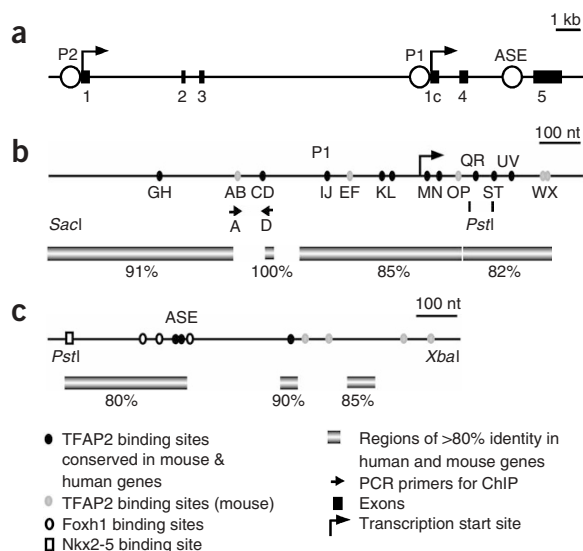 a
1 kb
P2
P1
ASE
1 2 3 1c 4 5
b
100 nt
P1
QR UV
GH AB CD IJ EF KL MN OP ST WX
SacI A D PstI
91% 100% 85% 82%
c
100 nt
ASE
PstI XbaI
80% 90% 85%
TFAP2 binding sites
conserved in mouse &
human genes
TFAP2 binding sites (mouse)
Foxh1 binding sites
Nkx2-5 binding site
Regions of >80% identity in
human and mouse genes
PCR primers for ChIP
Exons
Transcription start site